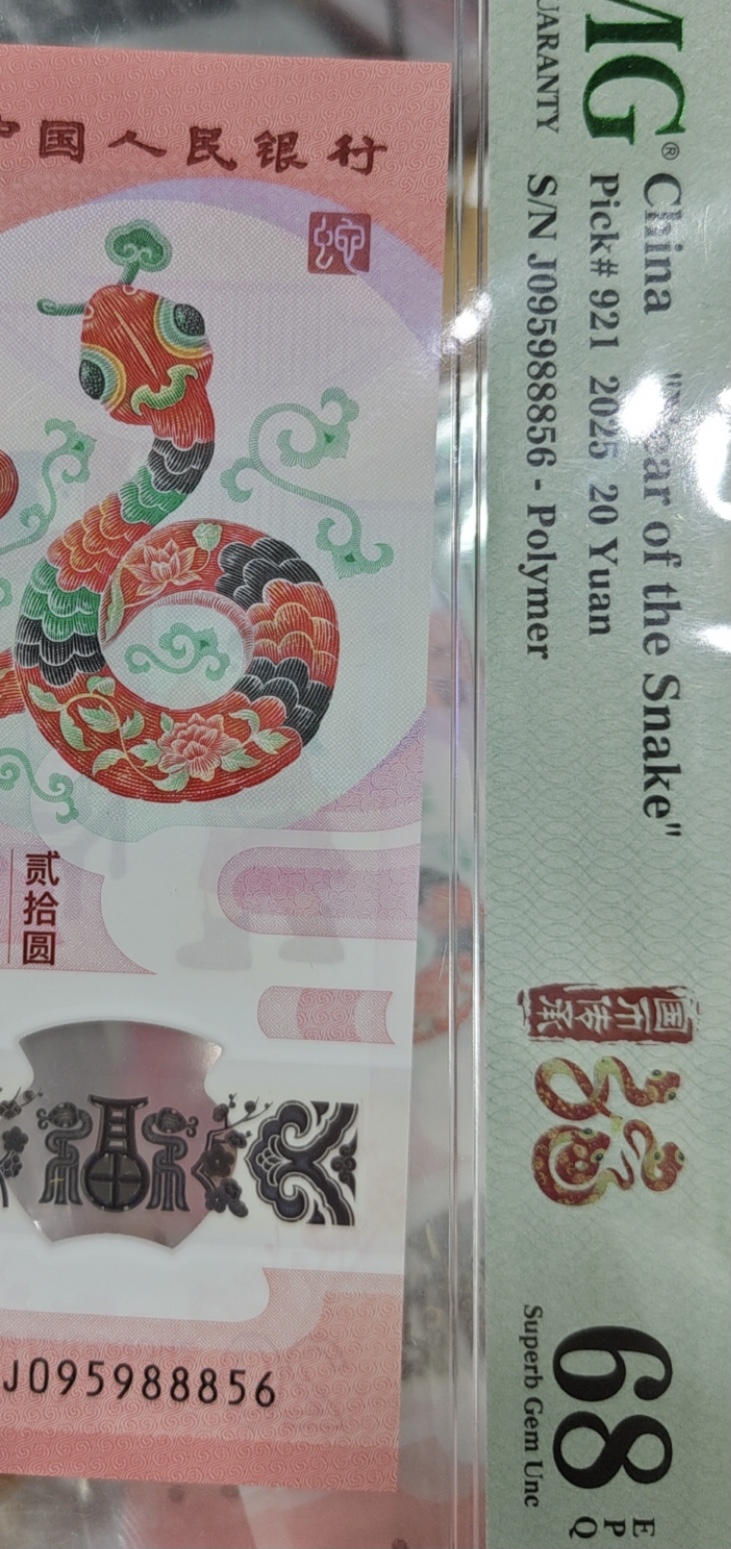 中国人民银行
蛇
贰拾圆
J095988856
MG®
UARANTY
China "Year of the Snake"
Pick# 921 2025 20 Yuan
S/N J095988856 - Polymer
国币传承
68 EPQ
Superb Gem Unc